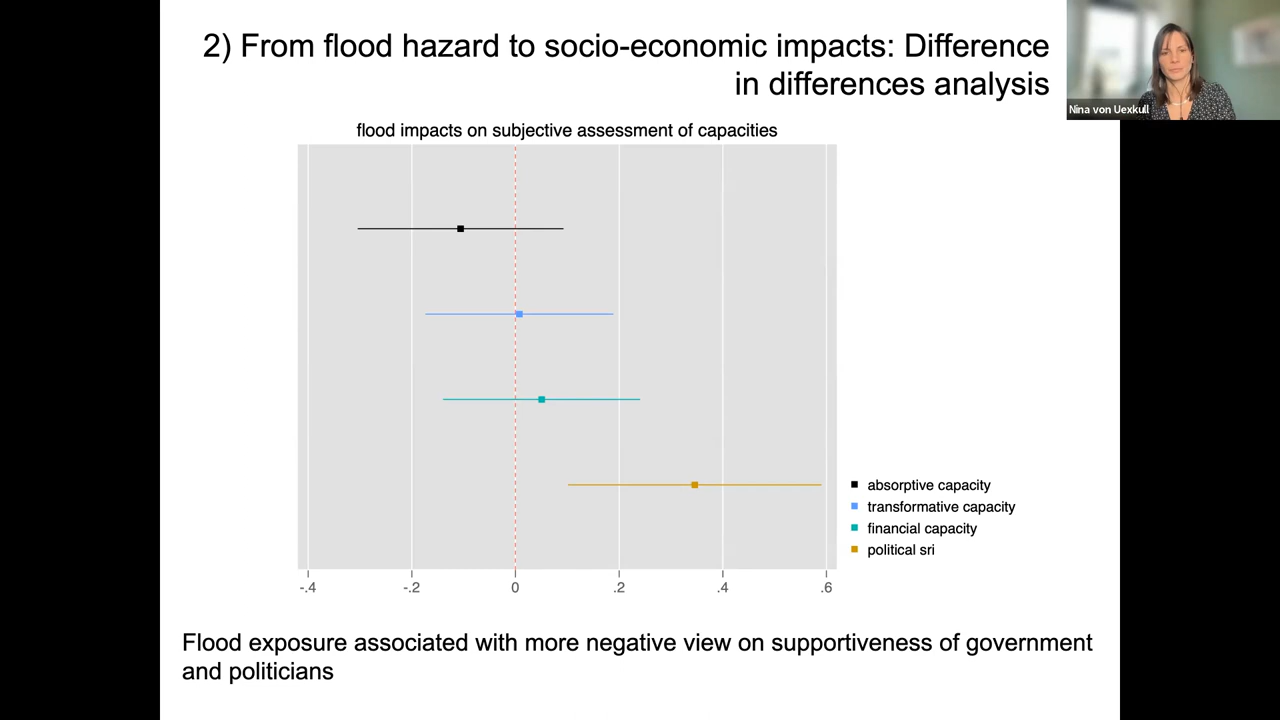 2) From flood hazard to socio-economic impacts: Difference
in differences analysis
Nina von Uexkull
flood impacts on subjective assessment of capacities
absorptive capacity
transformative capacity
financial capacity
political sri
-.4 -.2 0 .2 .4 .6
Flood exposure associated with more negative view on supportiveness of government
and politicians